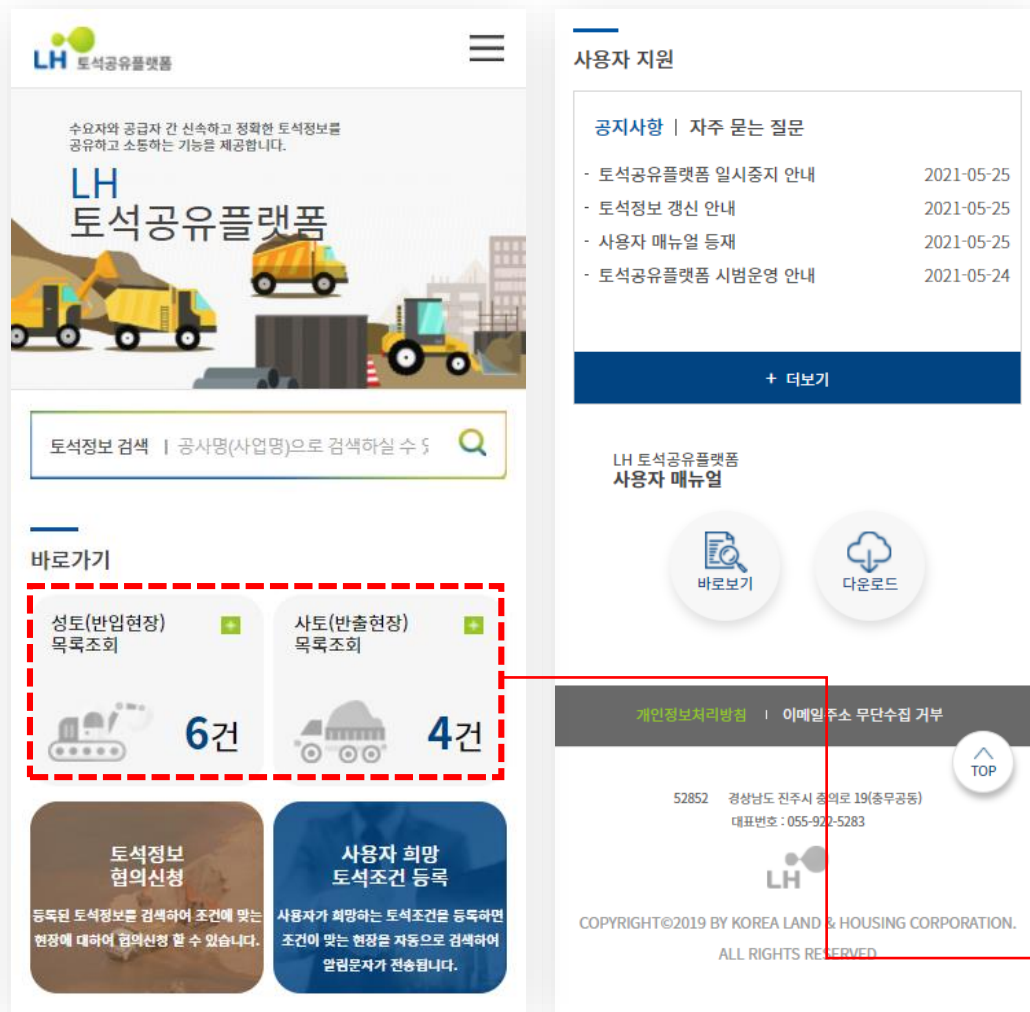 LH 토석공유플랫폼
수요자와 공급자 간 신속하고 정확한 토석정보를
공유하고 소통하는 기능을 제공합니다.
LH
토석공유플랫폼
토석정보 검색 | 공사명(사업명)으로 검색하실 수
바로가기
성토(반입현장)
목록조회
6건
사토(반출현장)
목록조회
4건
토석정보
협의신청
등록된 토석정보를 검색하여 조건에 맞는
현장에 대하여 협의신청 할 수 있습니다.
사용자 희망
토석조건 등록
사용자가 희망하는 토석조건을 등록하면
조건이 맞는 현장을 자동으로 검색하여
알림문자가 전송됩니다.
사용자 지원
공지사항 | 자주 묻는 질문
- 토석공유플랫폼 일시중지 안내 2021-05-25
- 토석정보 갱신 안내 2021-05-25
- 사용자 매뉴얼 등재 2021-05-25
- 토석공유플랫폼 시범운영 안내 2021-05-24
+ 더보기
LH 토석공유플랫폼
사용자 매뉴얼
바로보기
다운로드
개인정보처리방침 | 이메일주소 무단수집 거부
TOP
52852 경상남도 진주시 충의로 19(충무공동)
대표번호 : 055-922-5283
LH
COPYRIGHT©2019 BY KOREA LAND & HOUSING CORPORATION.
ALL RIGHTS RESERVED